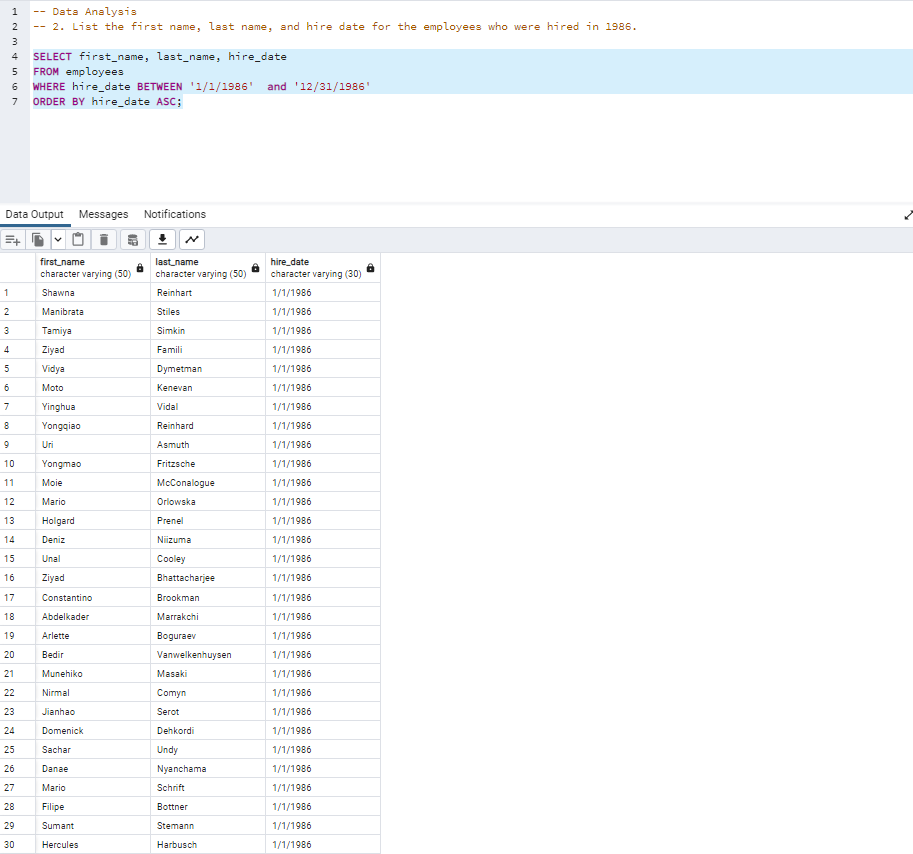 1 -- Data Analysis
2 -- 2. List the first name, last name, and hire date for the employees who were hired in 1986.
3
4 SELECT first_name, last_name, hire_date
5 FROM employees
6 WHERE hire_date BETWEEN '1/1/1986'  and '12/31/1986'
7 ORDER BY hire_date ASC;
Data Output Messages Notifications
first_name last_name hire_date
character varying (50) character varying (50) character varying (30)
1 Shawna Reinhart 1/1/1986
2 Manibrata Stiles 1/1/1986
3 Tamiya Simkin 1/1/1986
4 Ziyad Famili 1/1/1986
5 Vidya Dymetman 1/1/1986
6 Moto Kenevan 1/1/1986
7 Yinghua Vidal 1/1/1986
8 Yongqiao Reinhard 1/1/1986
9 Uri Asmuth 1/1/1986
10 Yongmao Fritzsche 1/1/1986
11 Moie McConalogue 1/1/1986
12 Mario Orlowska 1/1/1986
13 Holgard Prenel 1/1/1986
14 Deniz Niizuma 1/1/1986
15 Unal Cooley 1/1/1986
16 Ziyad Bhattacharjee 1/1/1986
17 Constantino Brookman 1/1/1986
18 Abdelkader Marrakchi 1/1/1986
19 Arlette Boguraev 1/1/1986
20 Bedir Vanwelkenhuysen 1/1/1986
21 Munehiko Masaki 1/1/1986
22 Nirmal Comyn 1/1/1986
23 Jianhao Serot 1/1/1986
24 Domenick Dehkordi 1/1/1986
25 Sachar Undy 1/1/1986
26 Danae Nyanchama 1/1/1986
27 Mario Schrift 1/1/1986
28 Filipe Bottner 1/1/1986
29 Sumant Stemann 1/1/1986
30 Hercules Harbusch 1/1/1986